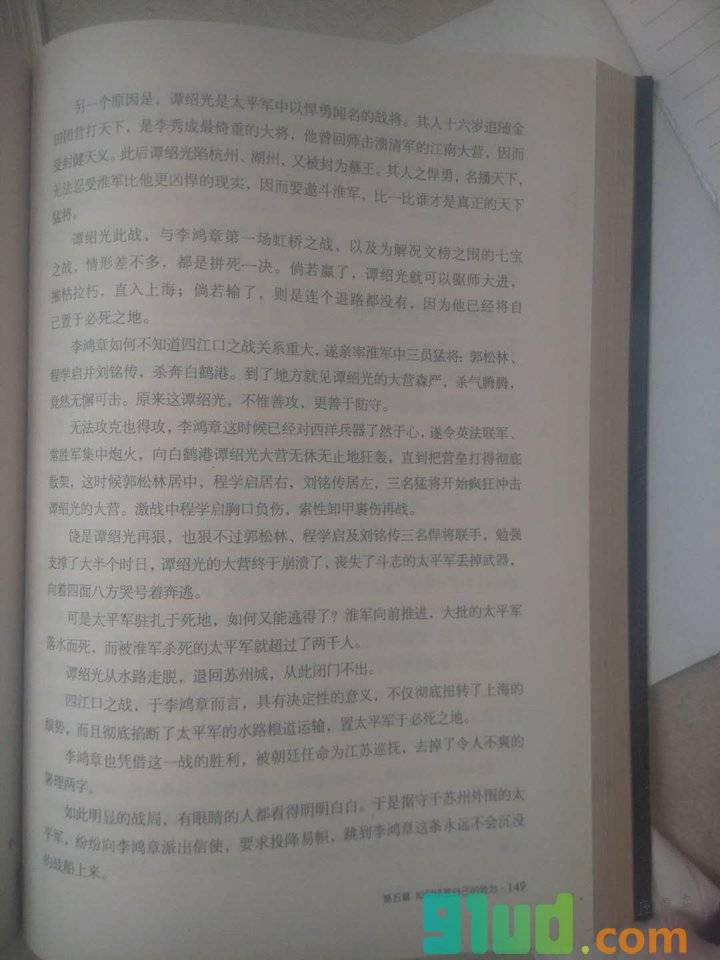 另一个原因是，谭绍光是太平军中以悍勇闻名的战将。其人十六岁追随金
田团营打天下，是李秀成最倚重的大将，他曾回师击溃清军的江南大营，因而
受封健天义。此后谭绍光陷杭州、湖州，又被封为慕王。其人之悍勇，名播天下，
无法忍受淮军比他更凶悍的现实，因而要邀斗淮军，比一比谁才是真正的天下
猛将。
谭绍光此战，与李鸿章第一场虹桥之战，以及为解况文榜之围的七宝
之战，情形差不多，都是拼死一决。倘若赢了，谭绍光就可以驱师大进，
摧枯拉朽，直入上海；倘若输了，则是连个退路都没有，因为他已经将自
己置于必死之地。
李鸿章如何不知道四江口之战关系重大，遂亲率淮军中三员猛将：郭松林、
程学启并刘铭传，杀奔白鹤港。到了地方就见谭绍光的大营森严，杀气腾腾，
竟然无懈可击。原来这谭绍光，不惟善攻，更善于防守。
无法攻克也得攻，李鸿章这时候已经对西洋兵器了然于心，遂令英法联军、
常胜军集中炮火，向白鹤港谭绍光大营无休无止地狂轰，直到把营垒打得彻底
散架，这时候郭松林居中，程学启居右，刘铭传居左，三名猛将开始疯狂冲击
谭绍光的大营。激战中程学启胸口负伤，索性卸甲裹伤再战。
饶是谭绍光再狠，也狠不过郭松林、程学启及刘铭传三名悍将联手，勉强
支撑了大半个时日，谭绍光的大营终于崩溃了，丧失了斗志的太平军丢掉武器，
向着四面八方哭号着奔逃。
可是太平军驻扎于死地，如何又能逃得了？淮军向前推进，大批的太平军
落水而死，而被淮军杀死的太平军就超过了两千人。
谭绍光从水路走脱，退回苏州城，从此闭门不出。
四江口之战，于李鸿章而言，具有决定性的意义，不仅彻底扭转了上海的
颓势，而且彻底掐断了太平军的水路粮道运输，置太平军于必死之地。
李鸿章也凭借这一战的胜利，被朝廷任命为江苏巡抚，去掉了令人不爽的
署理两字。
如此明显的战局，有眼睛的人都看得明明白白。于是据守于苏州外围的太
平军，纷纷向李鸿章派出信使，要求投降易帜，跳到李鸿章这条永远不会沉没
的战船上来。
第五章 自己的势力·149
91ud.com